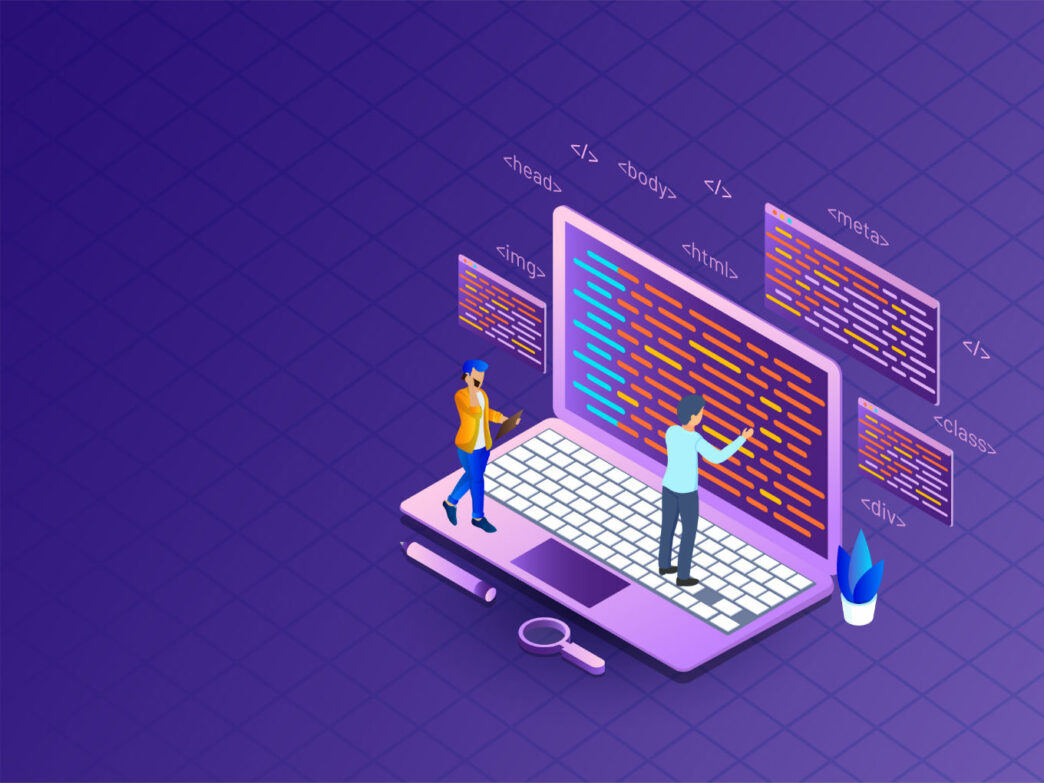 </>
<head>
<body>
</>
<meta>
<img>
<html>
</>
<class>
<div>